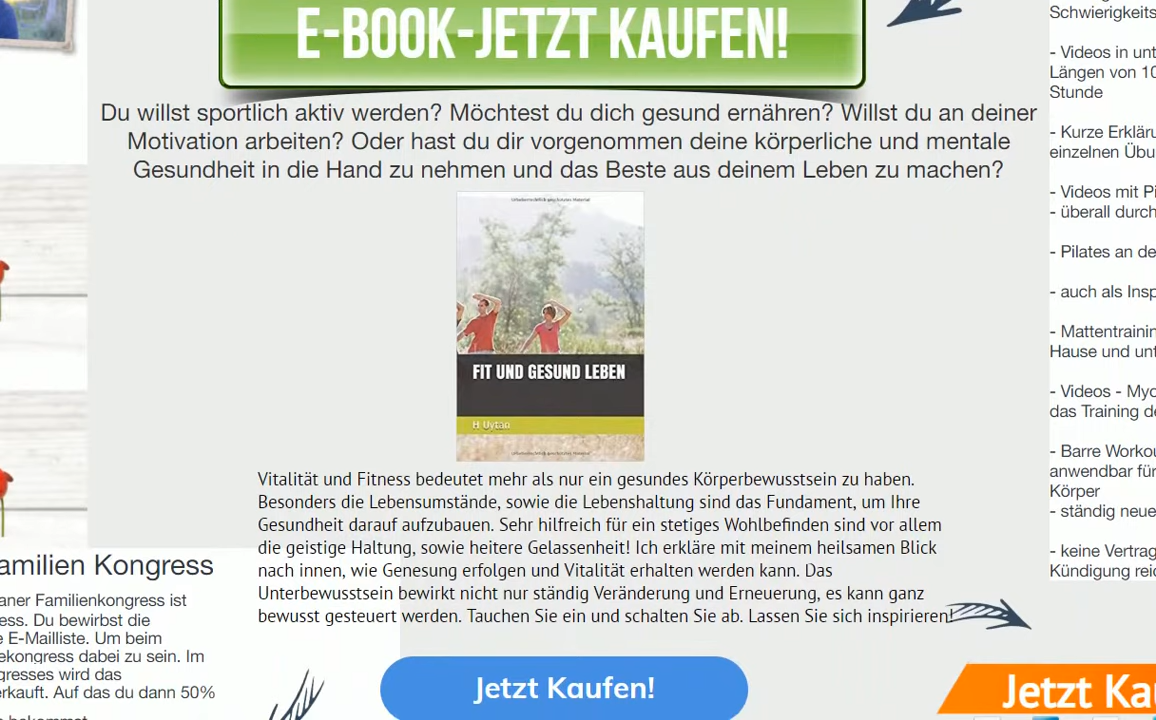 E-BOOK-JETZT KAUFEN!
Du willst sportlich aktiv werden? Möchtest du dich gesund ernähren? Willst du an deiner
Motivation arbeiten? Oder hast du dir vorgenommen deine körperliche und mentale
Gesundheit in die Hand zu nehmen und das Beste aus deinem Leben zu machen?
FIT UND GESUND LEBEN
H Uytan
Vitalität und Fitness bedeutet mehr als nur ein gesundes Körperbewusstsein zu haben.
Besonders die Lebensumstände, sowie die Lebenshaltung sind das Fundament, um Ihre
Gesundheit darauf aufzubauen. Sehr hilfreich für ein stetiges Wohlbefinden sind vor allem
die geistige Haltung, sowie heitere Gelassenheit! Ich erkläre mit meinem heilsamen Blick
nach innen, wie Genesung erfolgen und Vitalität erhalten werden kann. Das
Unterbewusstsein bewirkt nicht nur ständig Veränderung und Erneuerung, es kann ganz
bewusst gesteuert werden. Tauchen Sie ein und schalten Sie ab. Lassen Sie sich inspirieren!
Jetzt Kaufen!
amilien Kongress
aner Familienkongress ist
ess. Du bewirbst die
e E-Mailliste. Um beim
ekongress dabei zu sein. Im
gresses wird das
erkauft. Auf das du dann 50%
Schwierigkeits
- Videos in unt
Längen von 10
Stunde
- Kurze Erkläru
einzelnen Übu
- Videos mit Pi
- überall durch
- Pilates an de
- auch als Insp
- Mattentrainin
Hause und unt
- Videos - Myo
das Training de
- Barre Workou
anwendbar für
Körper
- ständig neue
- keine Vertrag
Kündigung reic
Jetzt Ka